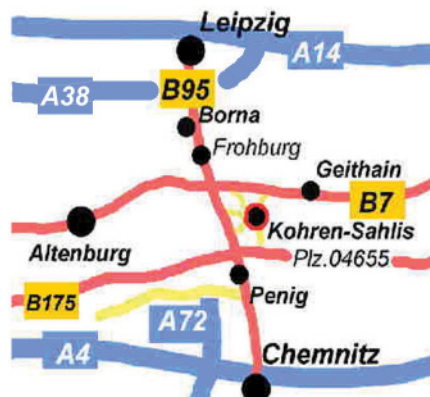 Leipzig
A14
A38
B95
Borna
Frohburg
Geithain
B7
Kohren-Sahlis
Altenburg
Plz.04655
B175
Penig
A72
A4
Chemnitz